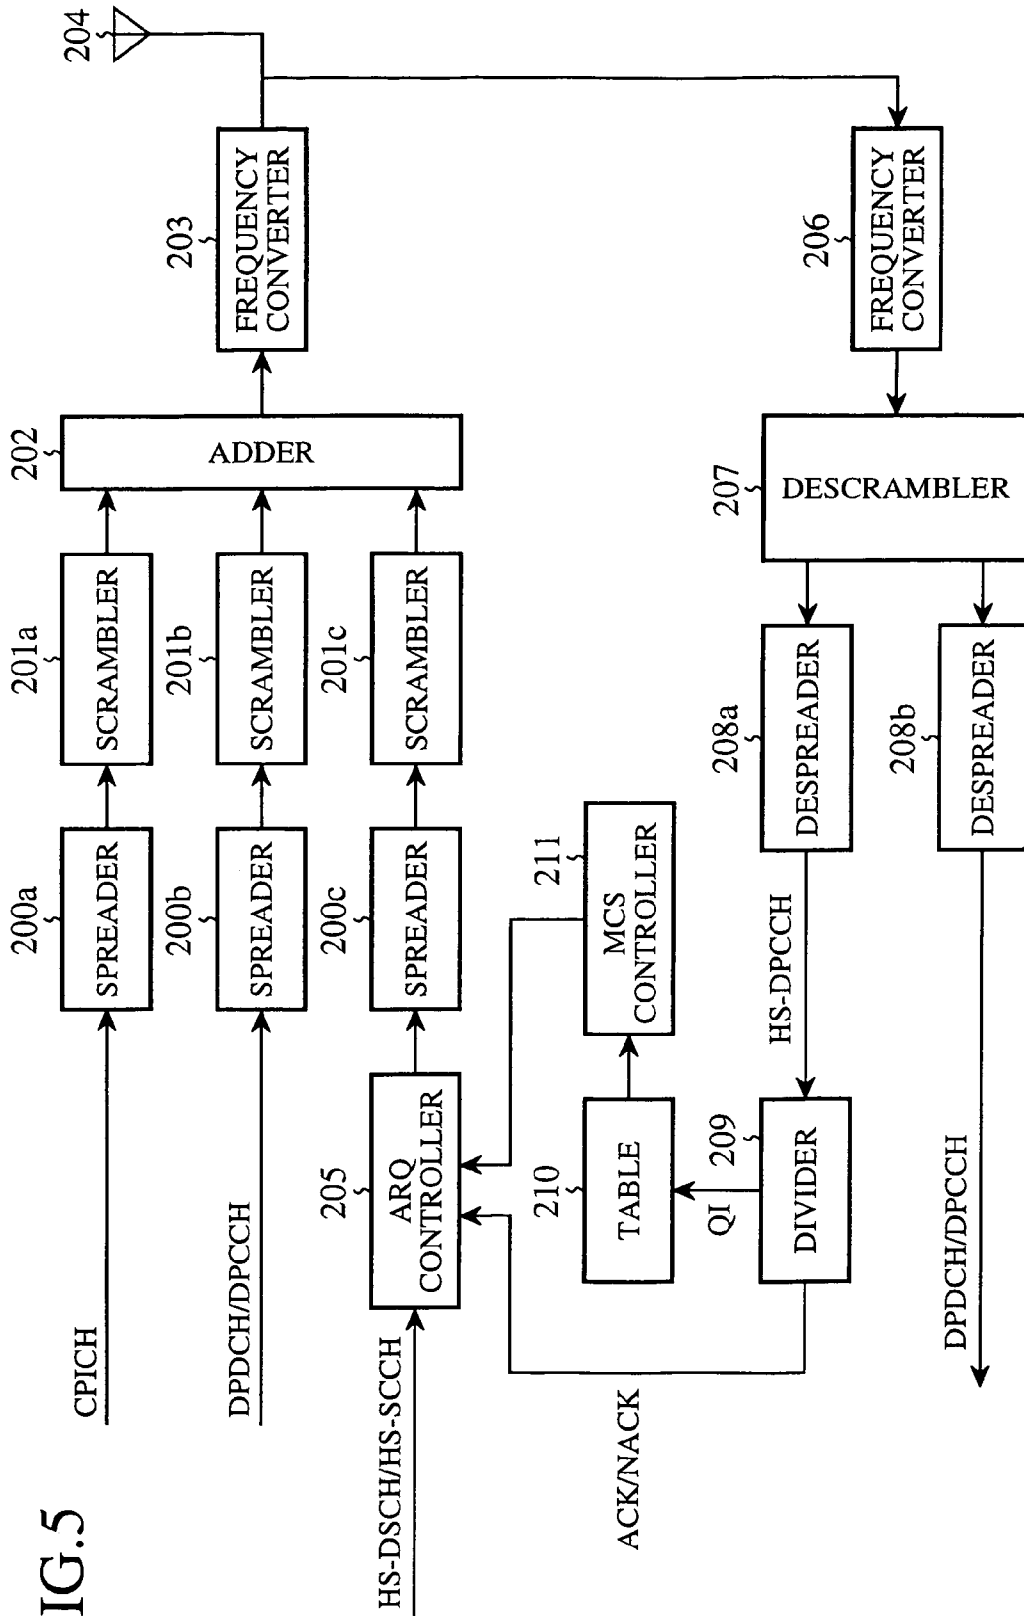 IG.5
CPICH
200a
SPREADER
201a
SCRAMBLER
202
ADDER
203
FREQUENCY
CONVERTER
204
DPDCH/DPCCH
200b
SPREADER
201b
SCRAMBLER
HS-DSCH/HS-SCCH
205
ARQ
CONTROLLER
200c
SPREADER
201c
SCRAMBLER
ACK/NACK
210
TABLE
211
MCS
CONTROLLER
QI
209
DIVIDER
HS-DPCCH
208a
DESPREADER
207
DESCRAMBLER
206
FREQUENCY
CONVERTER
208b
DESPREADER
DPDCH/DPCCH